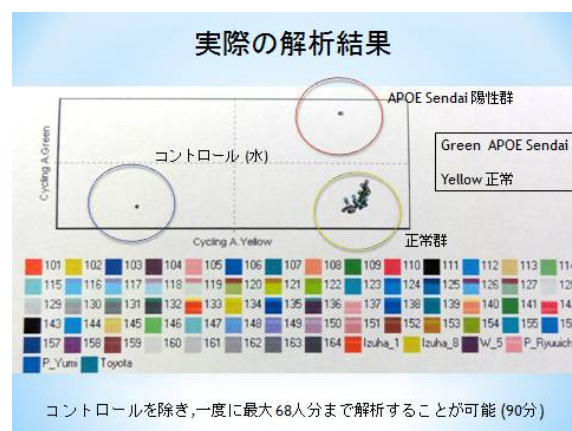 実際の解析結果
APOE Sendai 陽性群
Green APOE Sendai
Yellow 正常
コントロール (水)
Cycling A.Green
Cycling A.Yellow
正常群
101 102 103 104 105 106 107 108 109 110 111 112 113 114
115 116 117 118 119 120 121 122 123 124 125 126 127 128
129 130 131 132 133 134 135 136 137 138 139 140 141
143 144 145 146 147 148 149 150 151 152 153 154 155
157 158 159 160 161 162 163 164 Izuha_1 Izuha_8 W_5 P_Ryuuich
P_Yumi Toyota
コントロールを除き,一度に最大68人分まで解析することが可能 (90分)